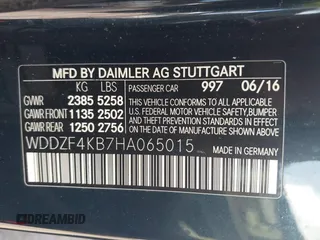 MFD BY DAIMLER AG STUTTGART
KG LBS PASSENGER CAR 997 06/16
GVWR 2385 5258 THIS VEHICLE CONFORMS TO ALL APPLICABLE
GAWR FRONT 1135 2502 U.S. FEDERAL MOTOR VEHICLE SAFETY, BUMPER,
GAWR REAR 1250 2756 AND THEFT PREVENTION STANDARDS IN EFFECT ON THE DATE OF MANUFACTURE SHOWN ABOVE.
WDDZF4KB7HA065015 MADE IN GERMANY
DREAMBID